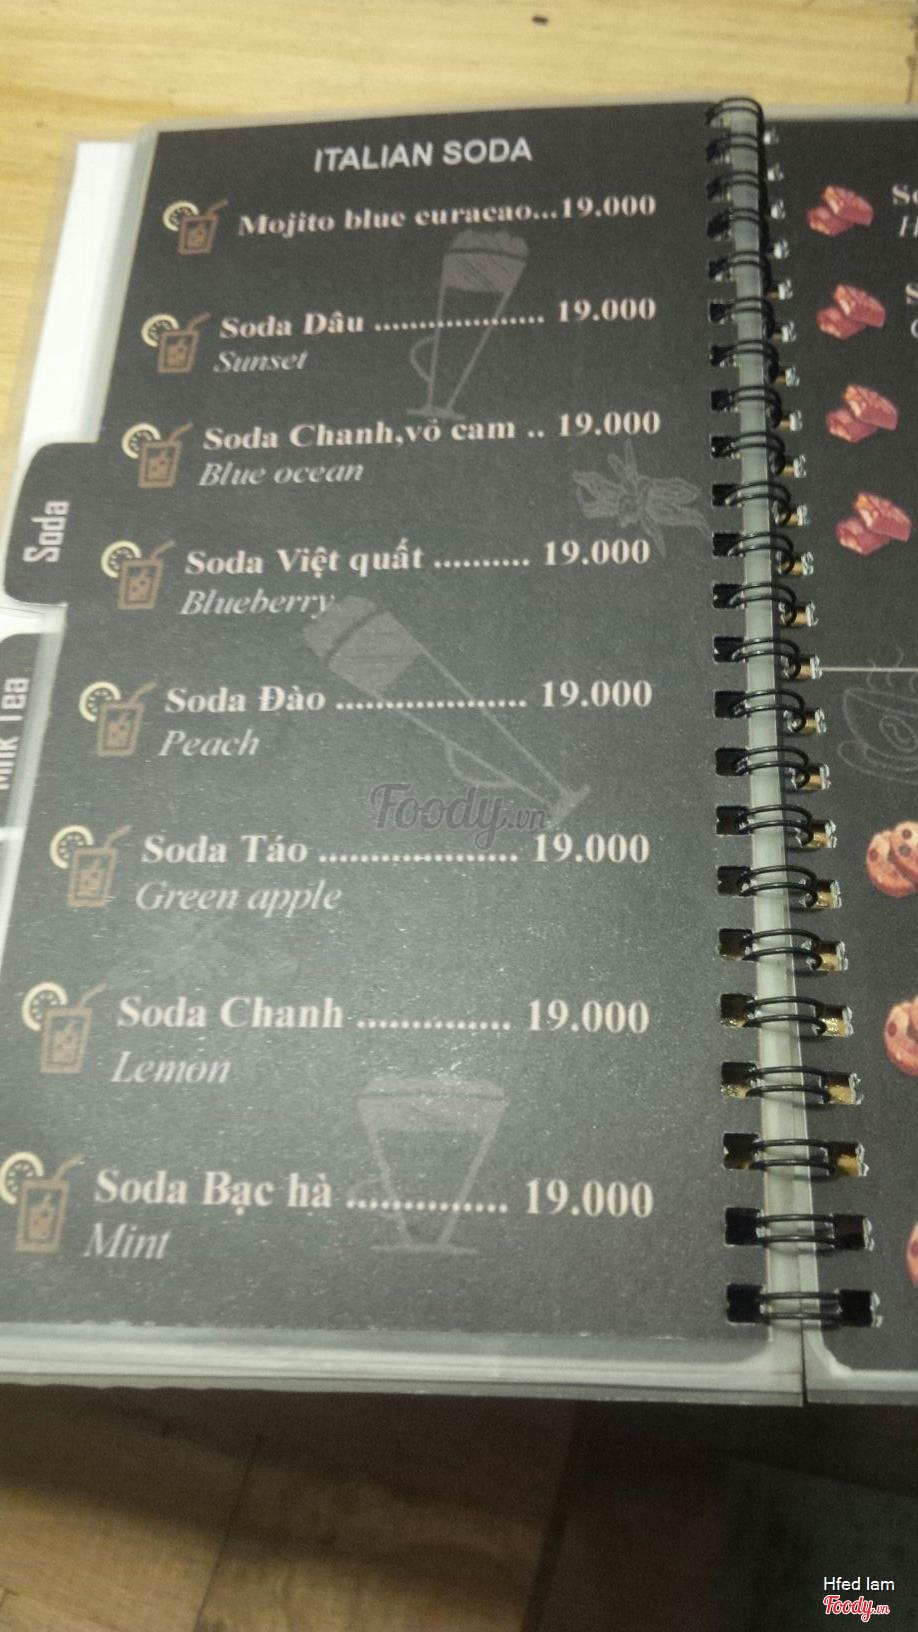 ITALIAN SODA
Mojito blue curacao...19.000
Soda Dâu ................... 19.000
Sunset
Soda Chanh,vỏ cam .. 19.000
Blue ocean
Soda Việt quất .......... 19.000
Blueberry
Soda Đào .................... 19.000
Peach
Soda Táo ..................... 19.000
Green apple
Soda Chanh ................ 19.000
Lemon
Soda Bạc hà ................ 19.000
Mint
Soda
Milk Tea
Foody.vn
Hfed lam
Foody.vn